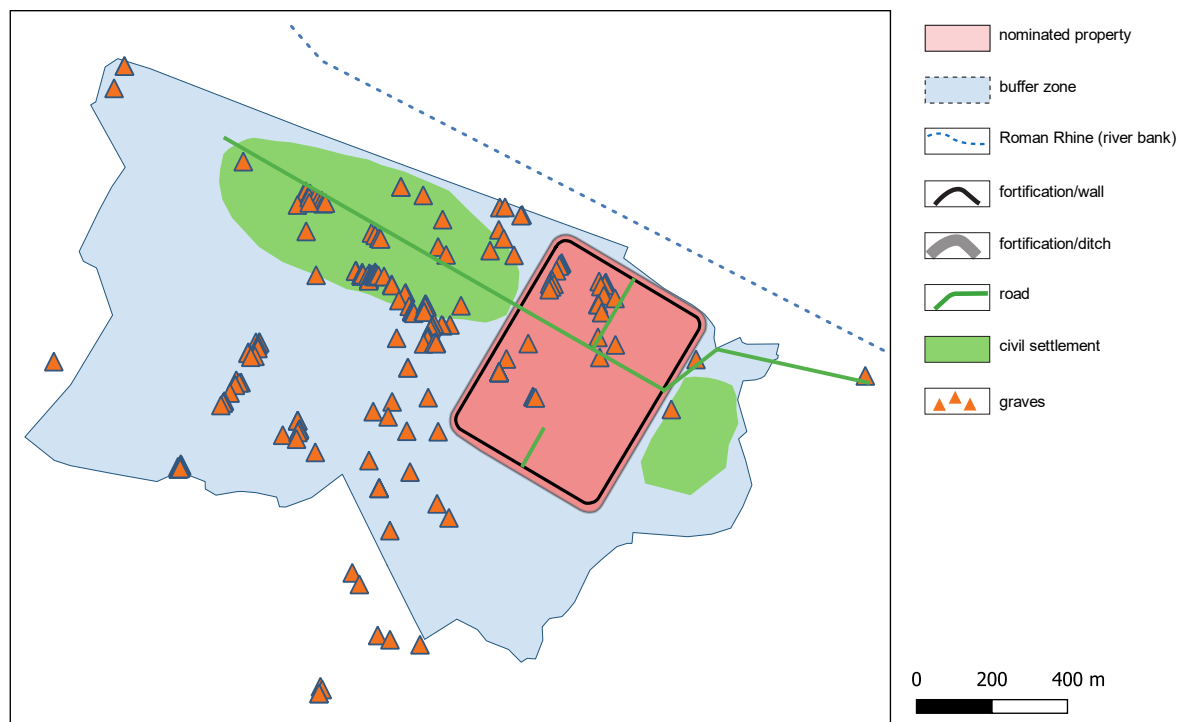 nominated property
buffer zone
Roman Rhine (river bank)
fortification/wall
fortification/ditch
road
civil settlement
graves
0 200 400 m